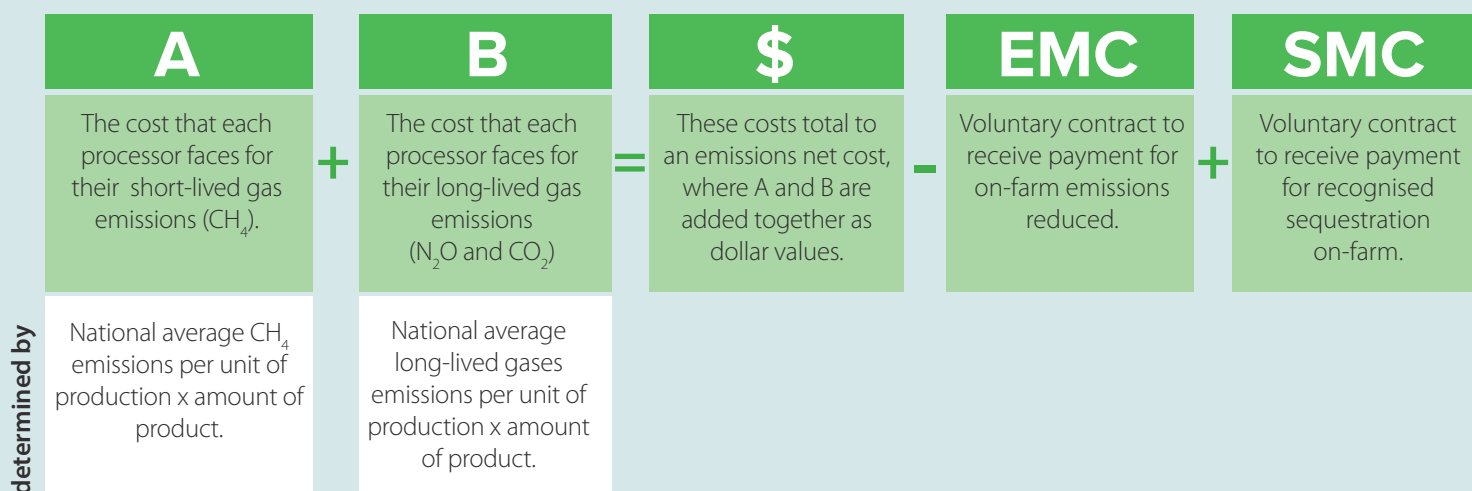 A
The cost that each
processor faces for
their short-lived gas
emissions (CH₄).
+
B
The cost that each
processor faces for
their long-lived gas
emissions
(N₂O and CO₂)
=
$
These costs total to
an emissions net cost,
where A and B are
added together as
dollar values.
-
EMC
Voluntary contract to
receive payment for
on-farm emissions
reduced.
+
SMC
Voluntary contract
to receive payment
for recognised
sequestration
on-farm.
determined by
National average CH₄
emissions per unit of
production x amount of
product.
National average
long-lived gases
emissions per unit of
production x amount
of product.